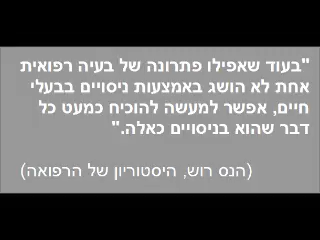 "בעוד שאפילו פתרונה של בעיה רפואית
אחת לא הושג באמצעות ניסויים בבעלי
חיים, אפשר למעשה להוכיח כמעט כל
דבר שהוא בניסויים כאלה."
(הנס רוש, היסטוריון של הרפואה)